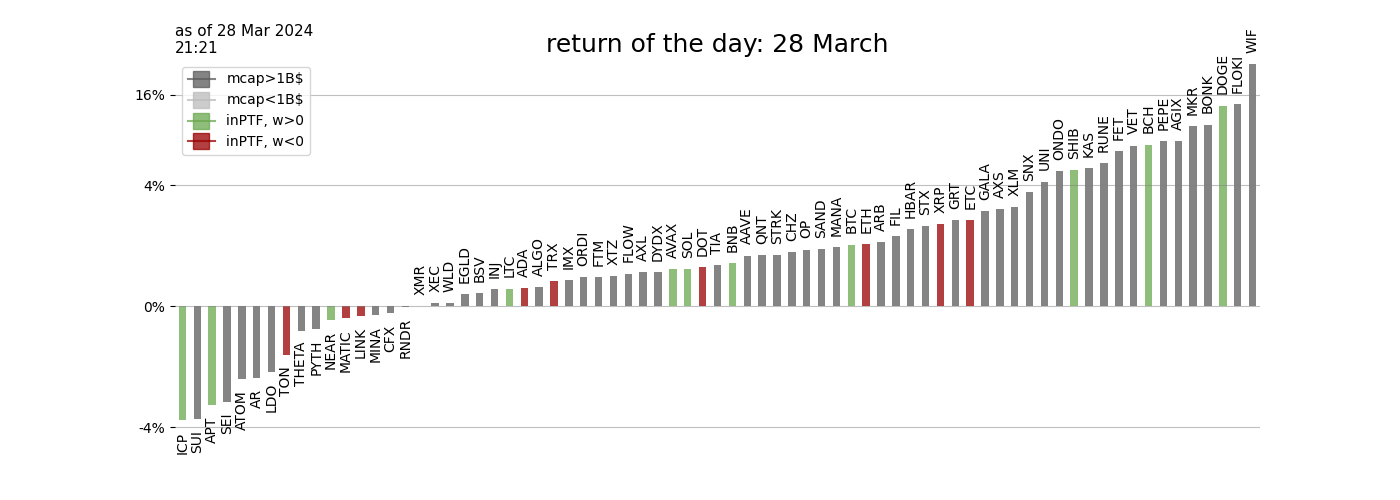 as of 28 Mar 2024
21:21
return of the day: 28 March
mcap>1B$
mcap<1B$
inPTF, w>0
inPTF, w<0
16%
4%
0%
-4%
ICP
SUI
APT
SEI
ATOM
AR
LDO
TON
THETA
PYTH
NEAR
MATIC
LINK
MINA
CFX
RNDR
XMR
XEC
WLD
EGLD
BSV
INJ
LTC
ADA
ALGO
TRX
IMX
ORDI
FTM
XTZ
FLOW
AXL
DYDX
AVAX
SOL
DOT
TIA
BNB
AAVE
QNT
STRK
CHZ
OP
SAND
MANA
BTC
ETH
ARB
FIL
HBAR
STX
XRP
GRT
ETC
GALA
AXS
XLM
SNX
UNI
ONDO
SHIB
KAS
RUNE
FET
VET
BCH
PEPE
AGIX
MKR
BONK
DOGE
FLOKI
WIF